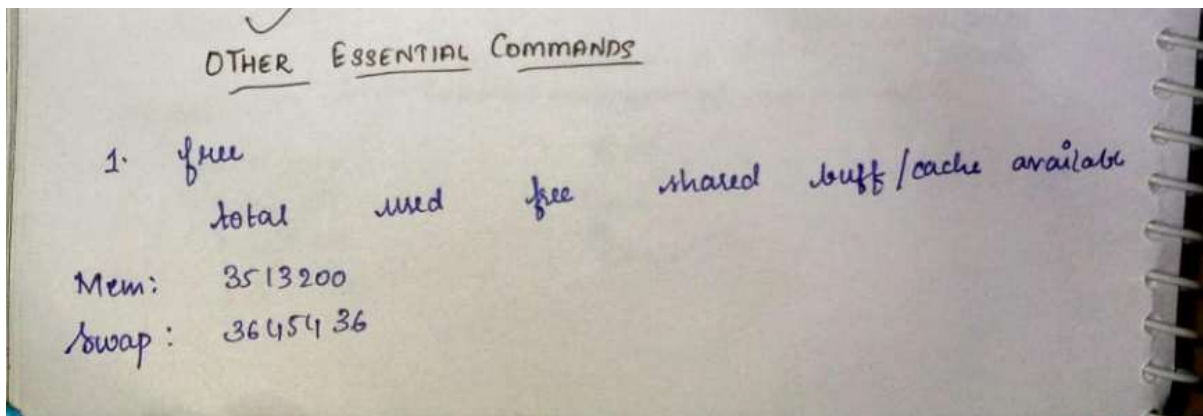 OTHER ESSENTIAL COMMANDS
1. free
total used free shared buff/cache available
Mem: 3513200
Swap: 3645436